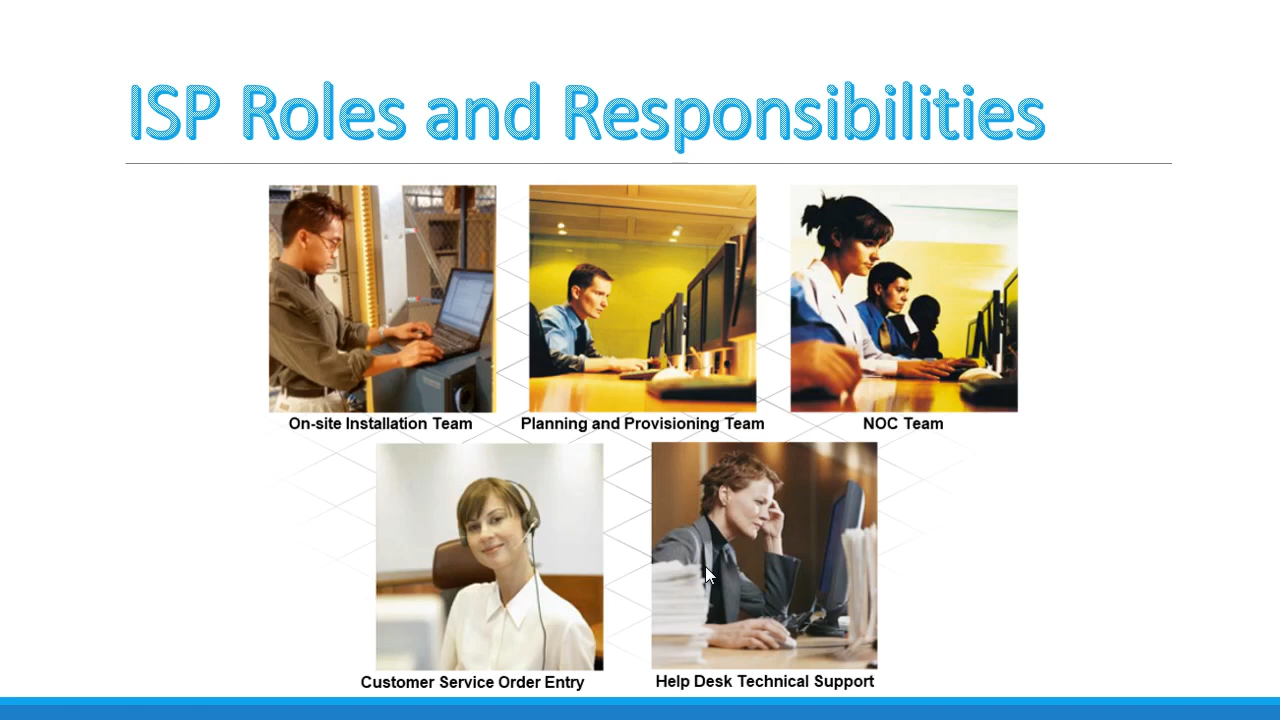 ISP Roles and Responsibilities
On-site Installation Team
Planning and Provisioning Team
NOC Team
Customer Service Order Entry
Help Desk Technical Support